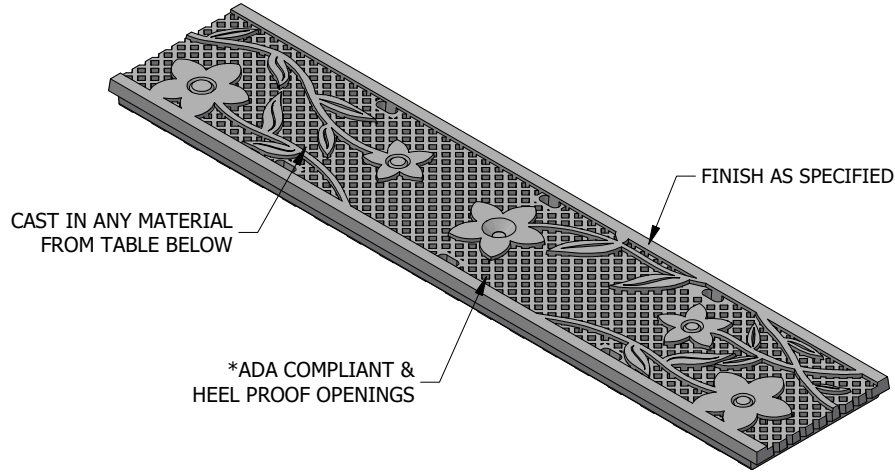 FINISH AS SPECIFIED
CAST IN ANY MATERIAL
FROM TABLE BELOW
*ADA COMPLIANT &
HEEL PROOF OPENINGS